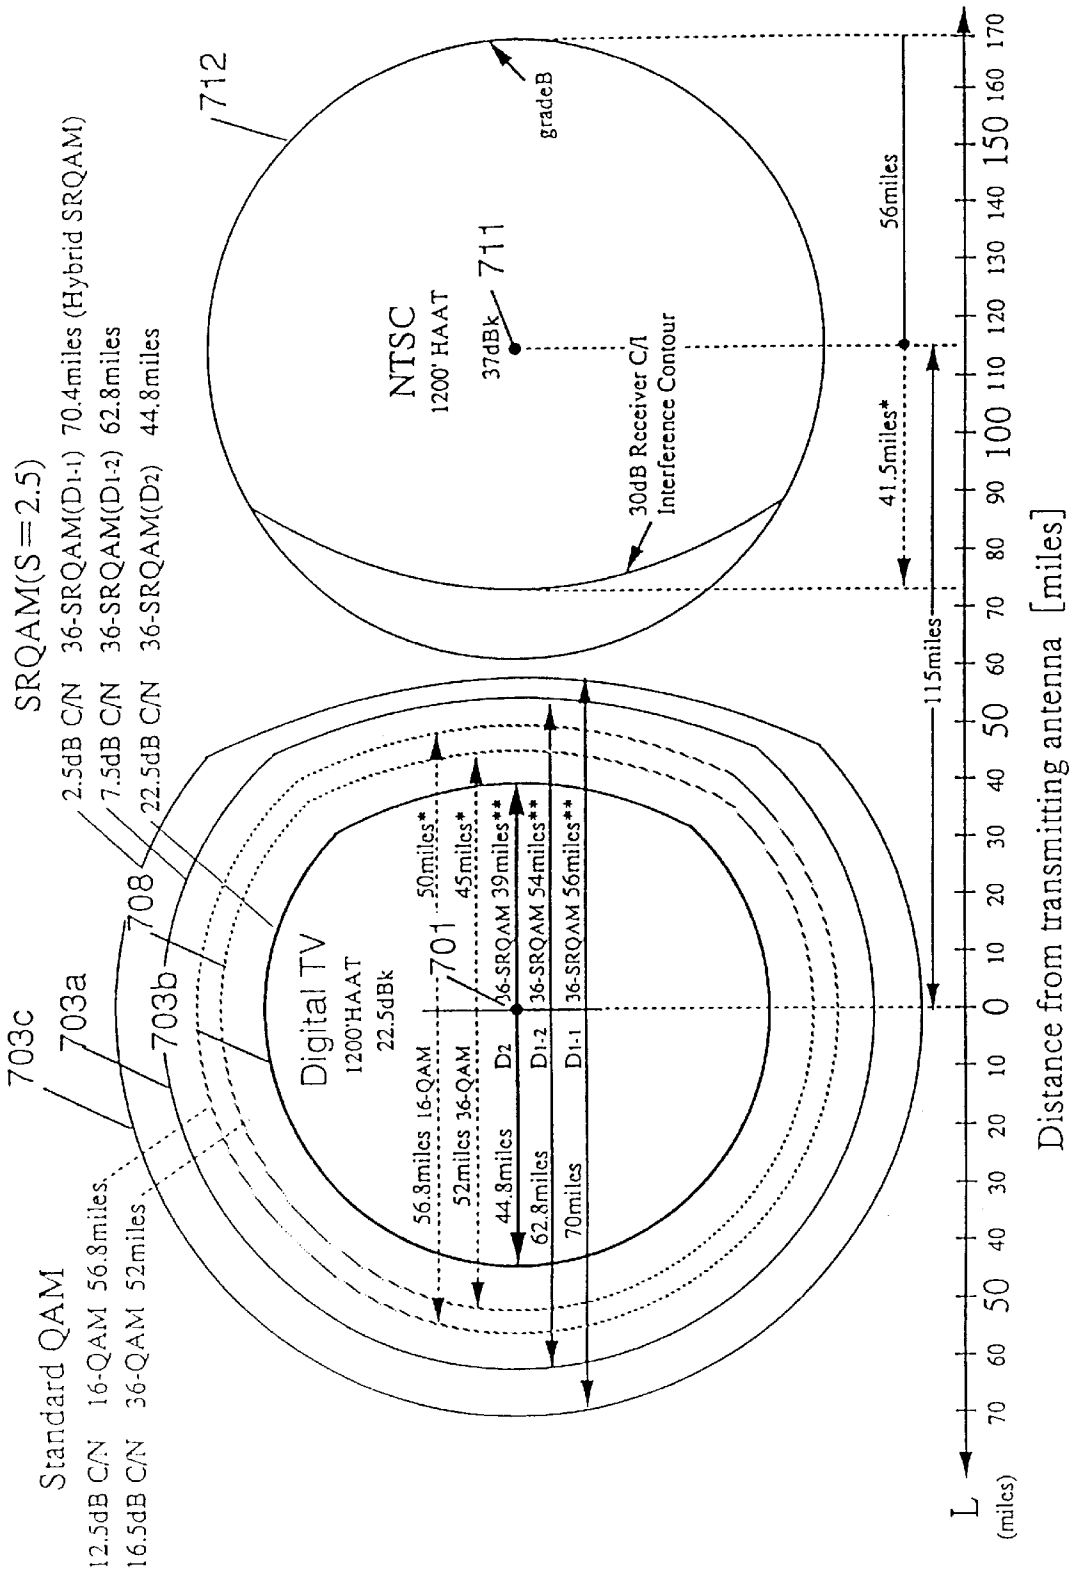 SRQAM(S=2.5)
2.5dB C/N 36-SRQAM(D1-1) 70.4miles (Hybrid SRQAM)
7.5dB C/N 36-SRQAM(D1-2) 62.8miles
22.5dB C/N 36-SRQAM(D2) 44.8miles
Standard QAM
12.5dB C/N 16-QAM 56.8miles
16.5dB C/N 36-QAM 52miles
703c
703a
703b
708
712
Digital TV
1200'HAAT
22.5dBk
701
56.8miles 16-QAM 50miles*
52miles 36-QAM 45miles*
44.8miles D2 36-SRQAM 39miles**
62.8miles D1-2 36-SRQAM 54miles**
70miles D1-1 36-SRQAM 56miles**
NTSC
1200'HAAT
37dBk
711
gradeB
30dB Receiver C/I
Interference Contour
41.5miles*
56miles
115miles
L
(miles)
70 60 50 40 30 20 10 0 10 20 30 40 50 60 70 80 90 100 110 120 130 140 150 160 170
Distance from transmitting antenna [miles]